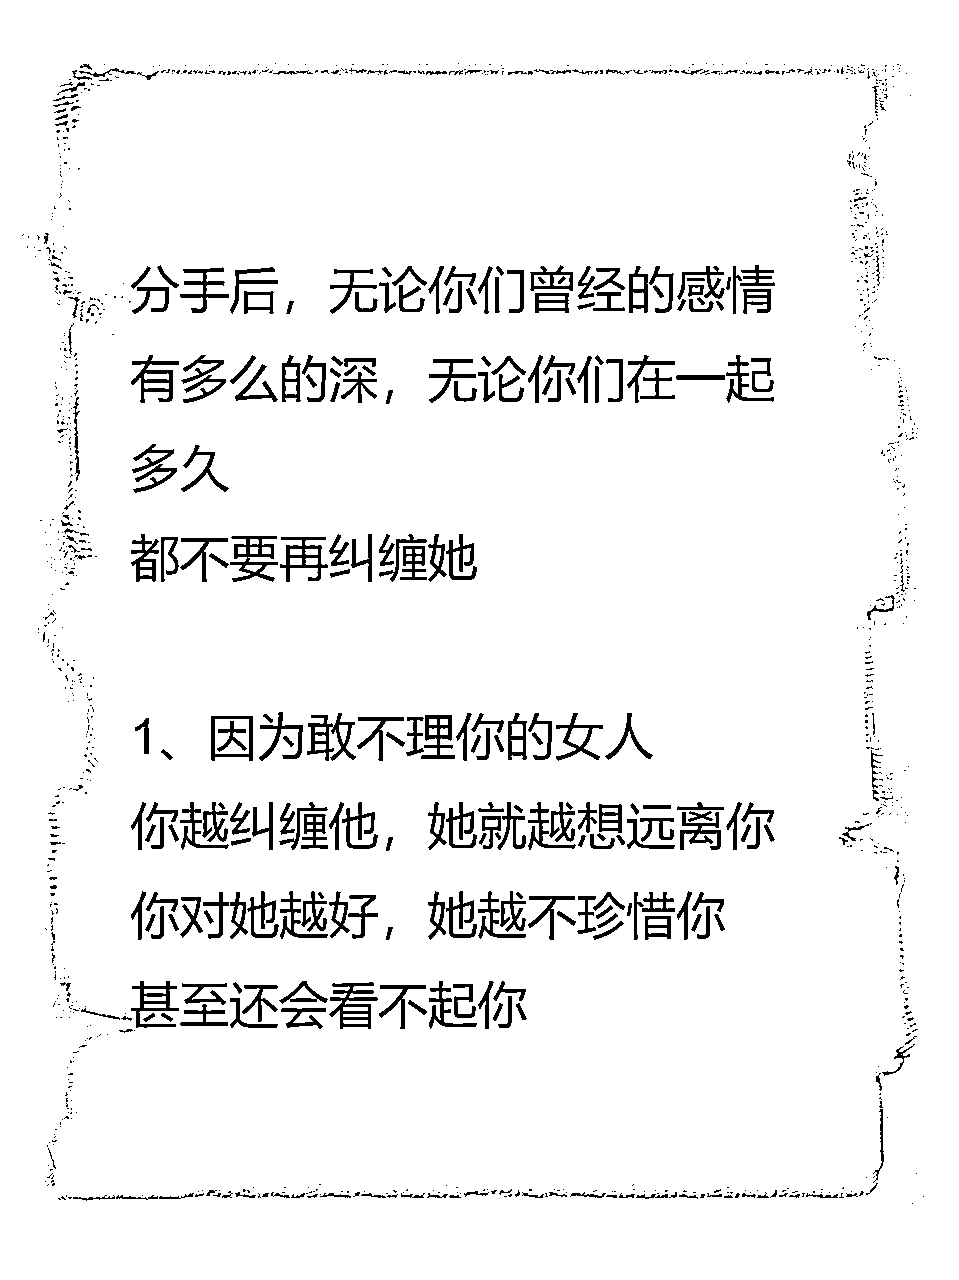 分手后，无论你们曾经的感情
有多么的深，无论你们在一起
多久
都不要再纠缠她
1、因为敢不理你的女人
你越纠缠他，她就越想远离你
你对她越好，她越不珍惜你
甚至还会看不起你